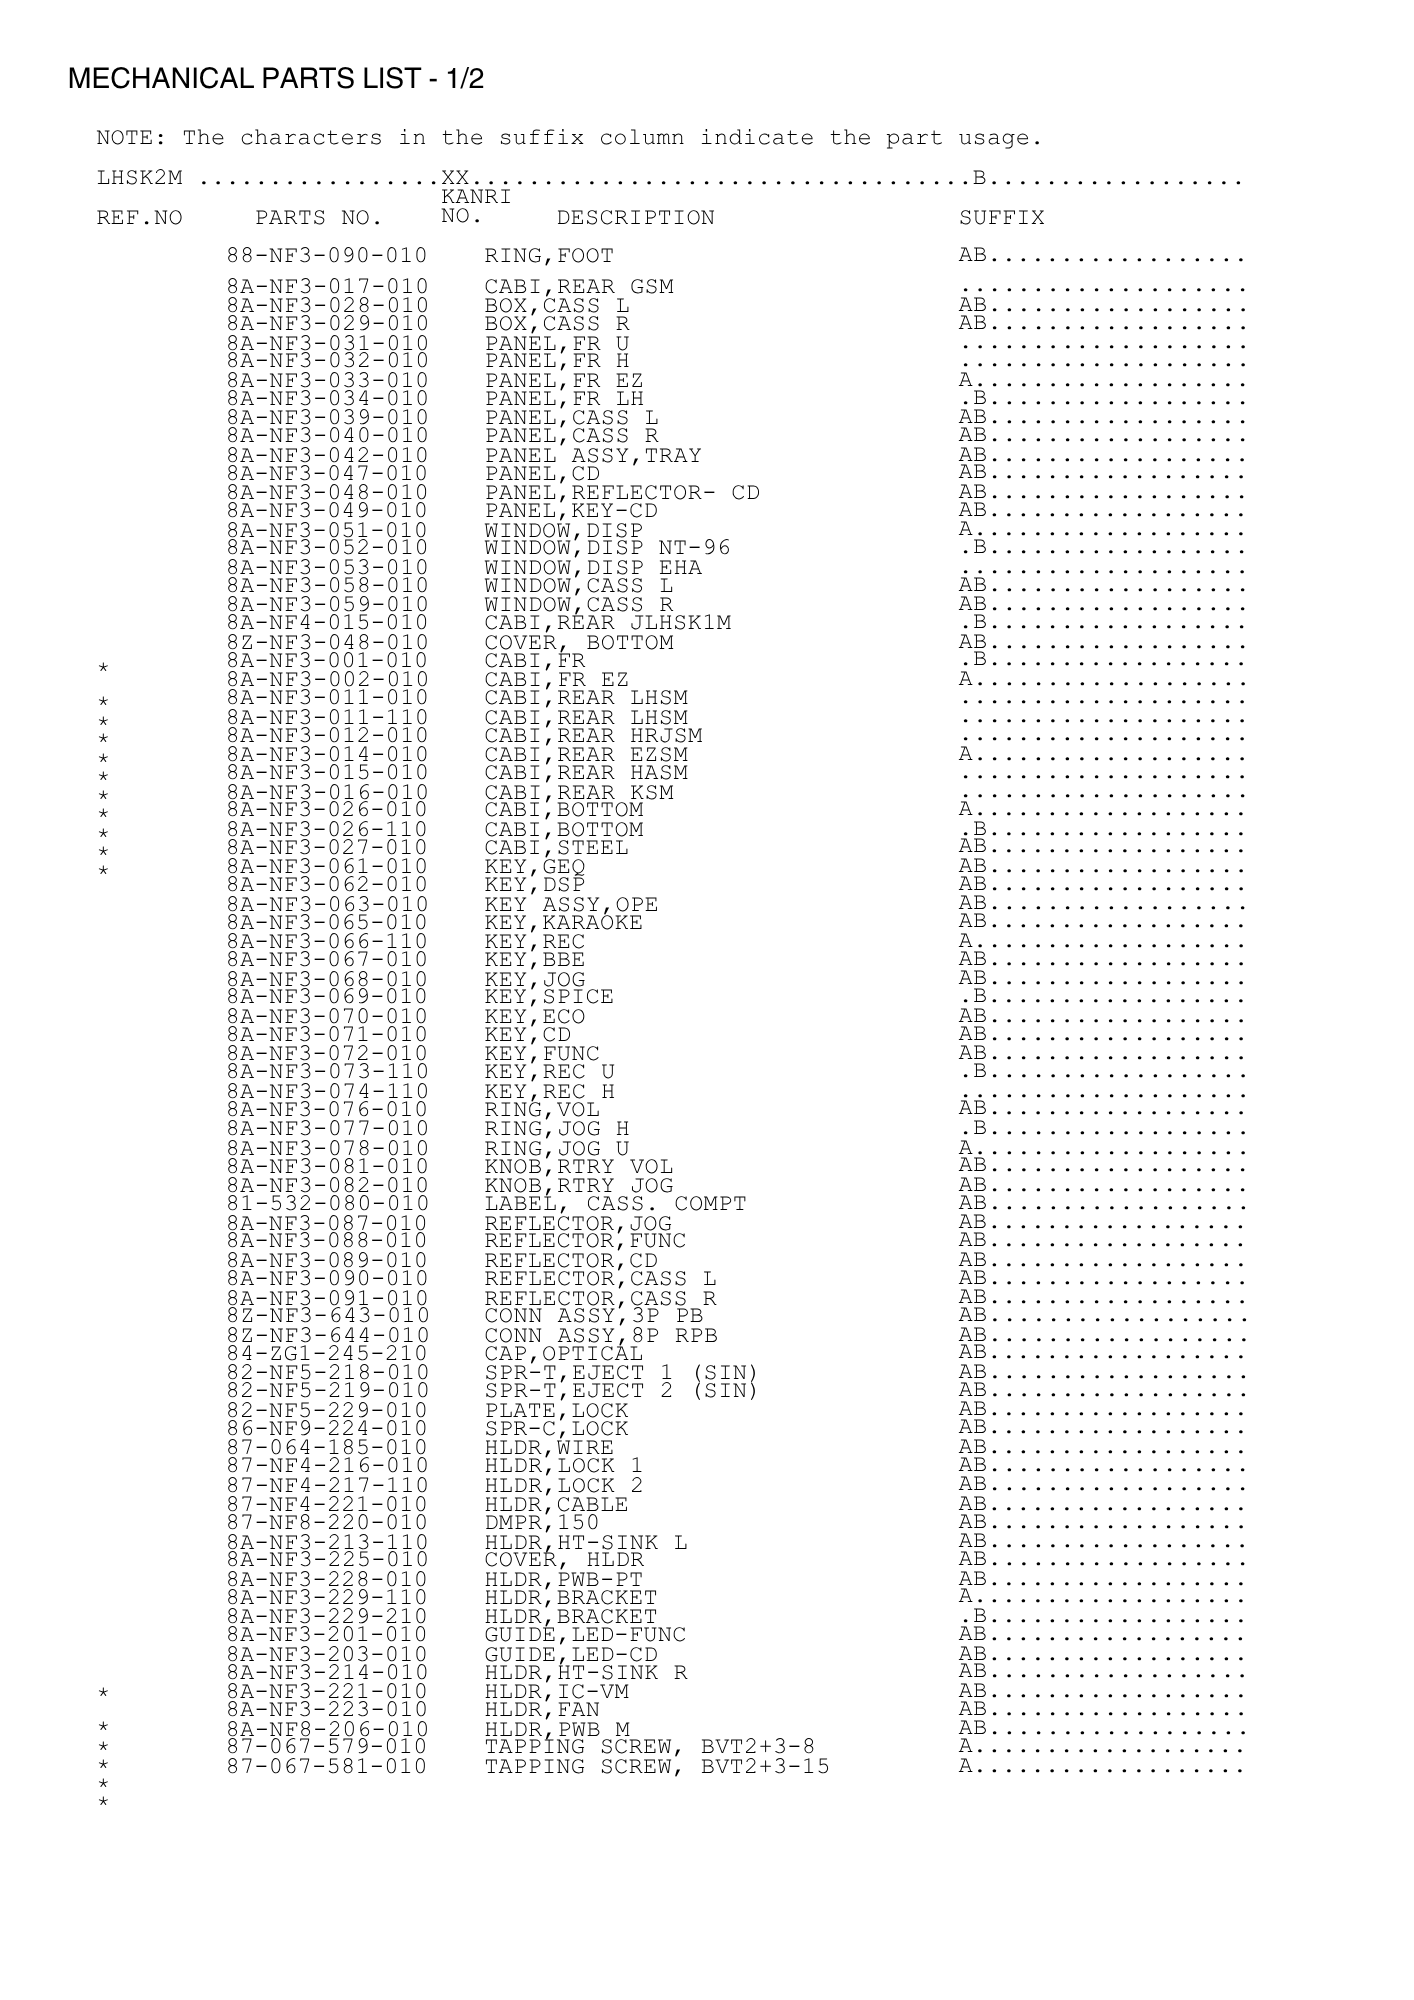 MECHANICAL PARTS LIST - 1/2
NOTE: The characters in the suffix column indicate the part usage.
LHSK2M .................XX...................................B..................
KANRI
REF.NO PARTS NO. NO. DESCRIPTION SUFFIX
88-NF3-090-010 RING,FOOT AB..................
8A-NF3-017-010 CABI,REAR GSM ....................
8A-NF3-028-010 BOX,CASS L AB..................
8A-NF3-029-010 BOX,CASS R AB..................
8A-NF3-031-010 PANEL,FR U ....................
8A-NF3-032-010 PANEL,FR H ....................
8A-NF3-033-010 PANEL,FR EZ A...................
8A-NF3-034-010 PANEL,FR LH .B..................
8A-NF3-039-010 PANEL,CASS L AB..................
8A-NF3-040-010 PANEL,CASS R AB..................
8A-NF3-042-010 PANEL ASSY,TRAY AB..................
8A-NF3-047-010 PANEL,CD AB..................
8A-NF3-048-010 PANEL,REFLECTOR- CD AB..................
8A-NF3-049-010 PANEL,KEY-CD AB..................
8A-NF3-051-010 WINDOW,DISP A...................
8A-NF3-052-010 WINDOW,DISP NT-96 .B..................
8A-NF3-053-010 WINDOW,DISP EHA ....................
8A-NF3-058-010 WINDOW,CASS L AB..................
8A-NF3-059-010 WINDOW,CASS R AB..................
8A-NF4-015-010 CABI,REAR JLHSK1M .B..................
8Z-NF3-048-010 COVER, BOTTOM AB..................
* 8A-NF3-001-010 CABI,FR .B..................
8A-NF3-002-010 CABI,FR EZ A...................
* 8A-NF3-011-010 CABI,REAR LHSM ....................
* 8A-NF3-011-110 CABI,REAR LHSM ....................
* 8A-NF3-012-010 CABI,REAR HRJSM ....................
* 8A-NF3-014-010 CABI,REAR EZSM A...................
* 8A-NF3-015-010 CABI,REAR HASM ....................
* 8A-NF3-016-010 CABI,REAR KSM ....................
* 8A-NF3-026-010 CABI,BOTTOM A...................
* 8A-NF3-026-110 CABI,BOTTOM .B..................
* 8A-NF3-027-010 CABI,STEEL AB..................
* 8A-NF3-061-010 KEY,GEQ AB..................
8A-NF3-062-010 KEY,DSP AB..................
8A-NF3-063-010 KEY ASSY,OPE AB..................
8A-NF3-065-010 KEY,KARAOKE AB..................
8A-NF3-066-110 KEY,REC A...................
8A-NF3-067-010 KEY,BBE AB..................
8A-NF3-068-010 KEY,JOG AB..................
8A-NF3-069-010 KEY,SPICE .B..................
8A-NF3-070-010 KEY,ECO AB..................
8A-NF3-071-010 KEY,CD AB..................
8A-NF3-072-010 KEY,FUNC AB..................
8A-NF3-073-110 KEY,REC U .B..................
8A-NF3-074-110 KEY,REC H ....................
8A-NF3-076-010 RING,VOL AB..................
8A-NF3-077-010 RING,JOG H .B..................
8A-NF3-078-010 RING,JOG U A...................
8A-NF3-081-010 KNOB,RTRY VOL AB..................
8A-NF3-082-010 KNOB,RTRY JOG AB..................
81-532-080-010 LABEL, CASS. COMPT AB..................
8A-NF3-087-010 REFLECTOR,JOG AB..................
8A-NF3-088-010 REFLECTOR,FUNC AB..................
8A-NF3-089-010 REFLECTOR,CD AB..................
8A-NF3-090-010 REFLECTOR,CASS L AB..................
8A-NF3-091-010 REFLECTOR,CASS R AB..................
8Z-NF3-643-010 CONN ASSY,3P PB AB..................
8Z-NF3-644-010 CONN ASSY,8P RPB AB..................
84-ZG1-245-210 CAP,OPTICAL AB..................
82-NF5-218-010 SPR-T,EJECT 1 (SIN) AB..................
82-NF5-219-010 SPR-T,EJECT 2 (SIN) AB..................
82-NF5-229-010 PLATE,LOCK AB..................
86-NF9-224-010 SPR-C,LOCK AB..................
87-064-185-010 HLDR,WIRE AB..................
87-NF4-216-010 HLDR,LOCK 1 AB..................
87-NF4-217-110 HLDR,LOCK 2 AB..................
87-NF4-221-010 HLDR,CABLE AB..................
87-NF8-220-010 DMPR,150 AB..................
8A-NF3-213-110 HLDR,HT-SINK L AB..................
8A-NF3-225-010 COVER, HLDR AB..................
8A-NF3-228-010 HLDR,PWB-PT AB..................
8A-NF3-229-110 HLDR,BRACKET A...................
8A-NF3-229-210 HLDR,BRACKET .B..................
8A-NF3-201-010 GUIDE,LED-FUNC AB..................
8A-NF3-203-010 GUIDE,LED-CD AB..................
8A-NF3-214-010 HLDR,HT-SINK R AB..................
* 8A-NF3-221-010 HLDR,IC-VM AB..................
8A-NF3-223-010 HLDR,FAN AB..................
* 8A-NF8-206-010 HLDR,PWB M AB..................
* 87-067-579-010 TAPPING SCREW, BVT2+3-8 A...................
* 87-067-581-010 TAPPING SCREW, BVT2+3-15 A...................
*
*